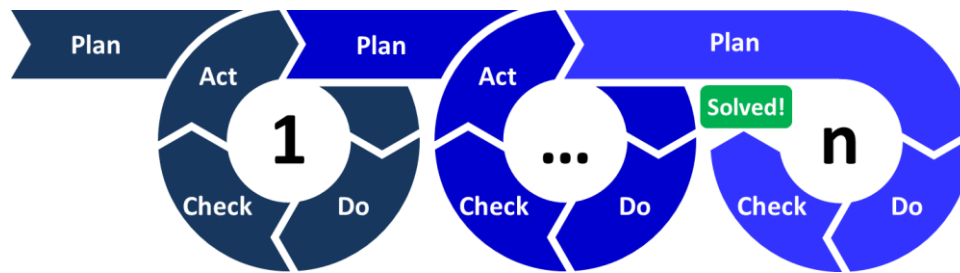 Plan
Plan
Plan
Act
Act
Solved!
1
...
n
Check
Do
Check
Do
Check
Do